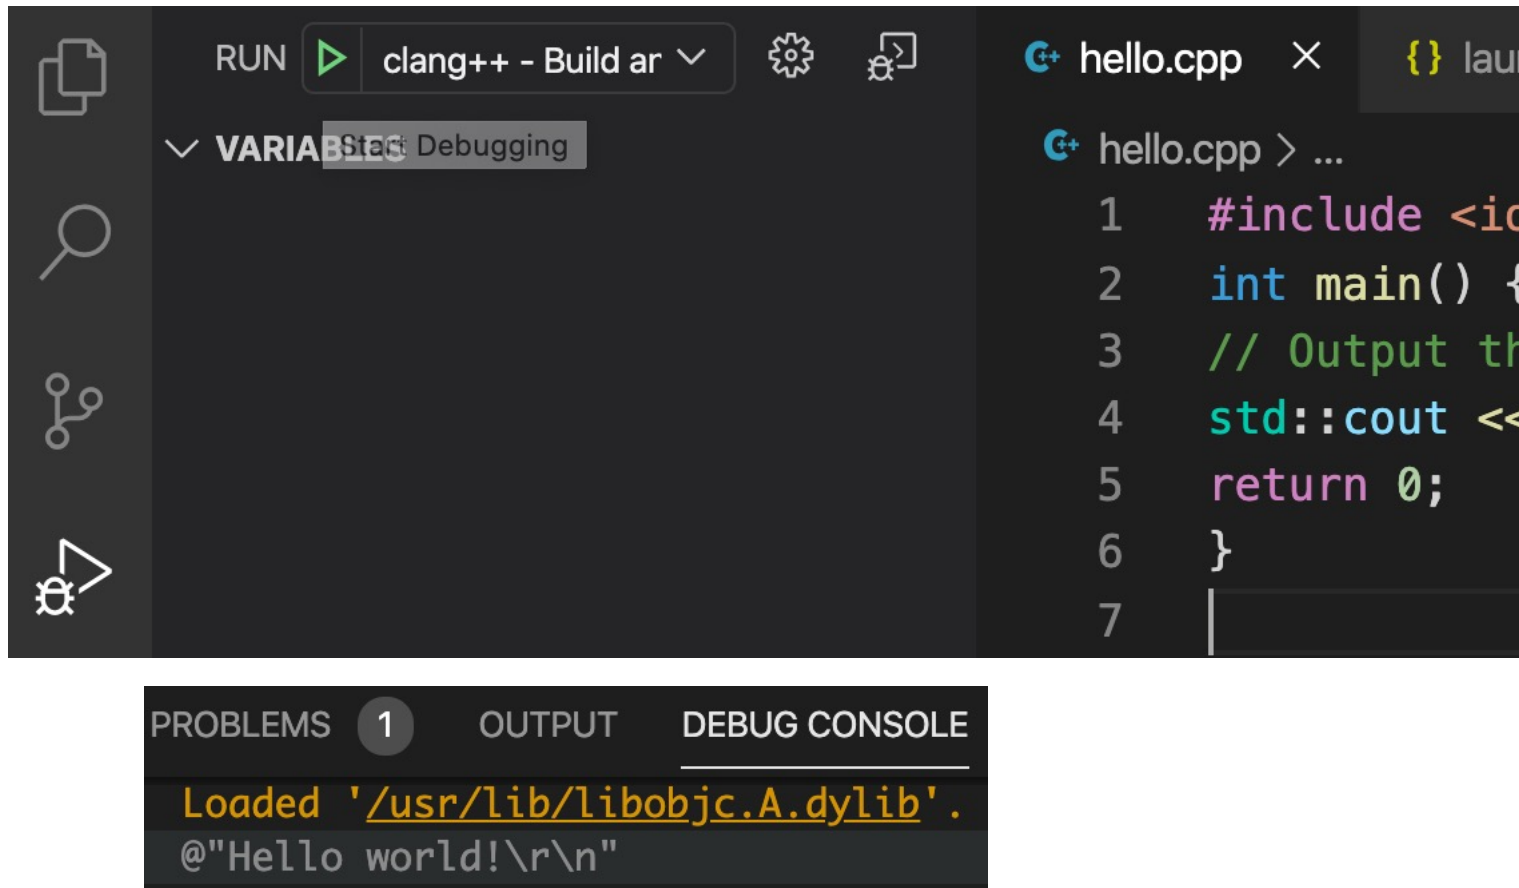 RUN clang++ - Build ar
VARIABLES
Start Debugging
hello.cpp
{} lau
hello.cpp > ...
1 #include <io
2 int main() {
3 // Output th
4 std::cout <<
5 return 0;
6 }
7
PROBLEMS 1 OUTPUT DEBUG CONSOLE
Loaded '/usr/lib/libobjc.A.dylib'.
@"Hello world!\r\n"